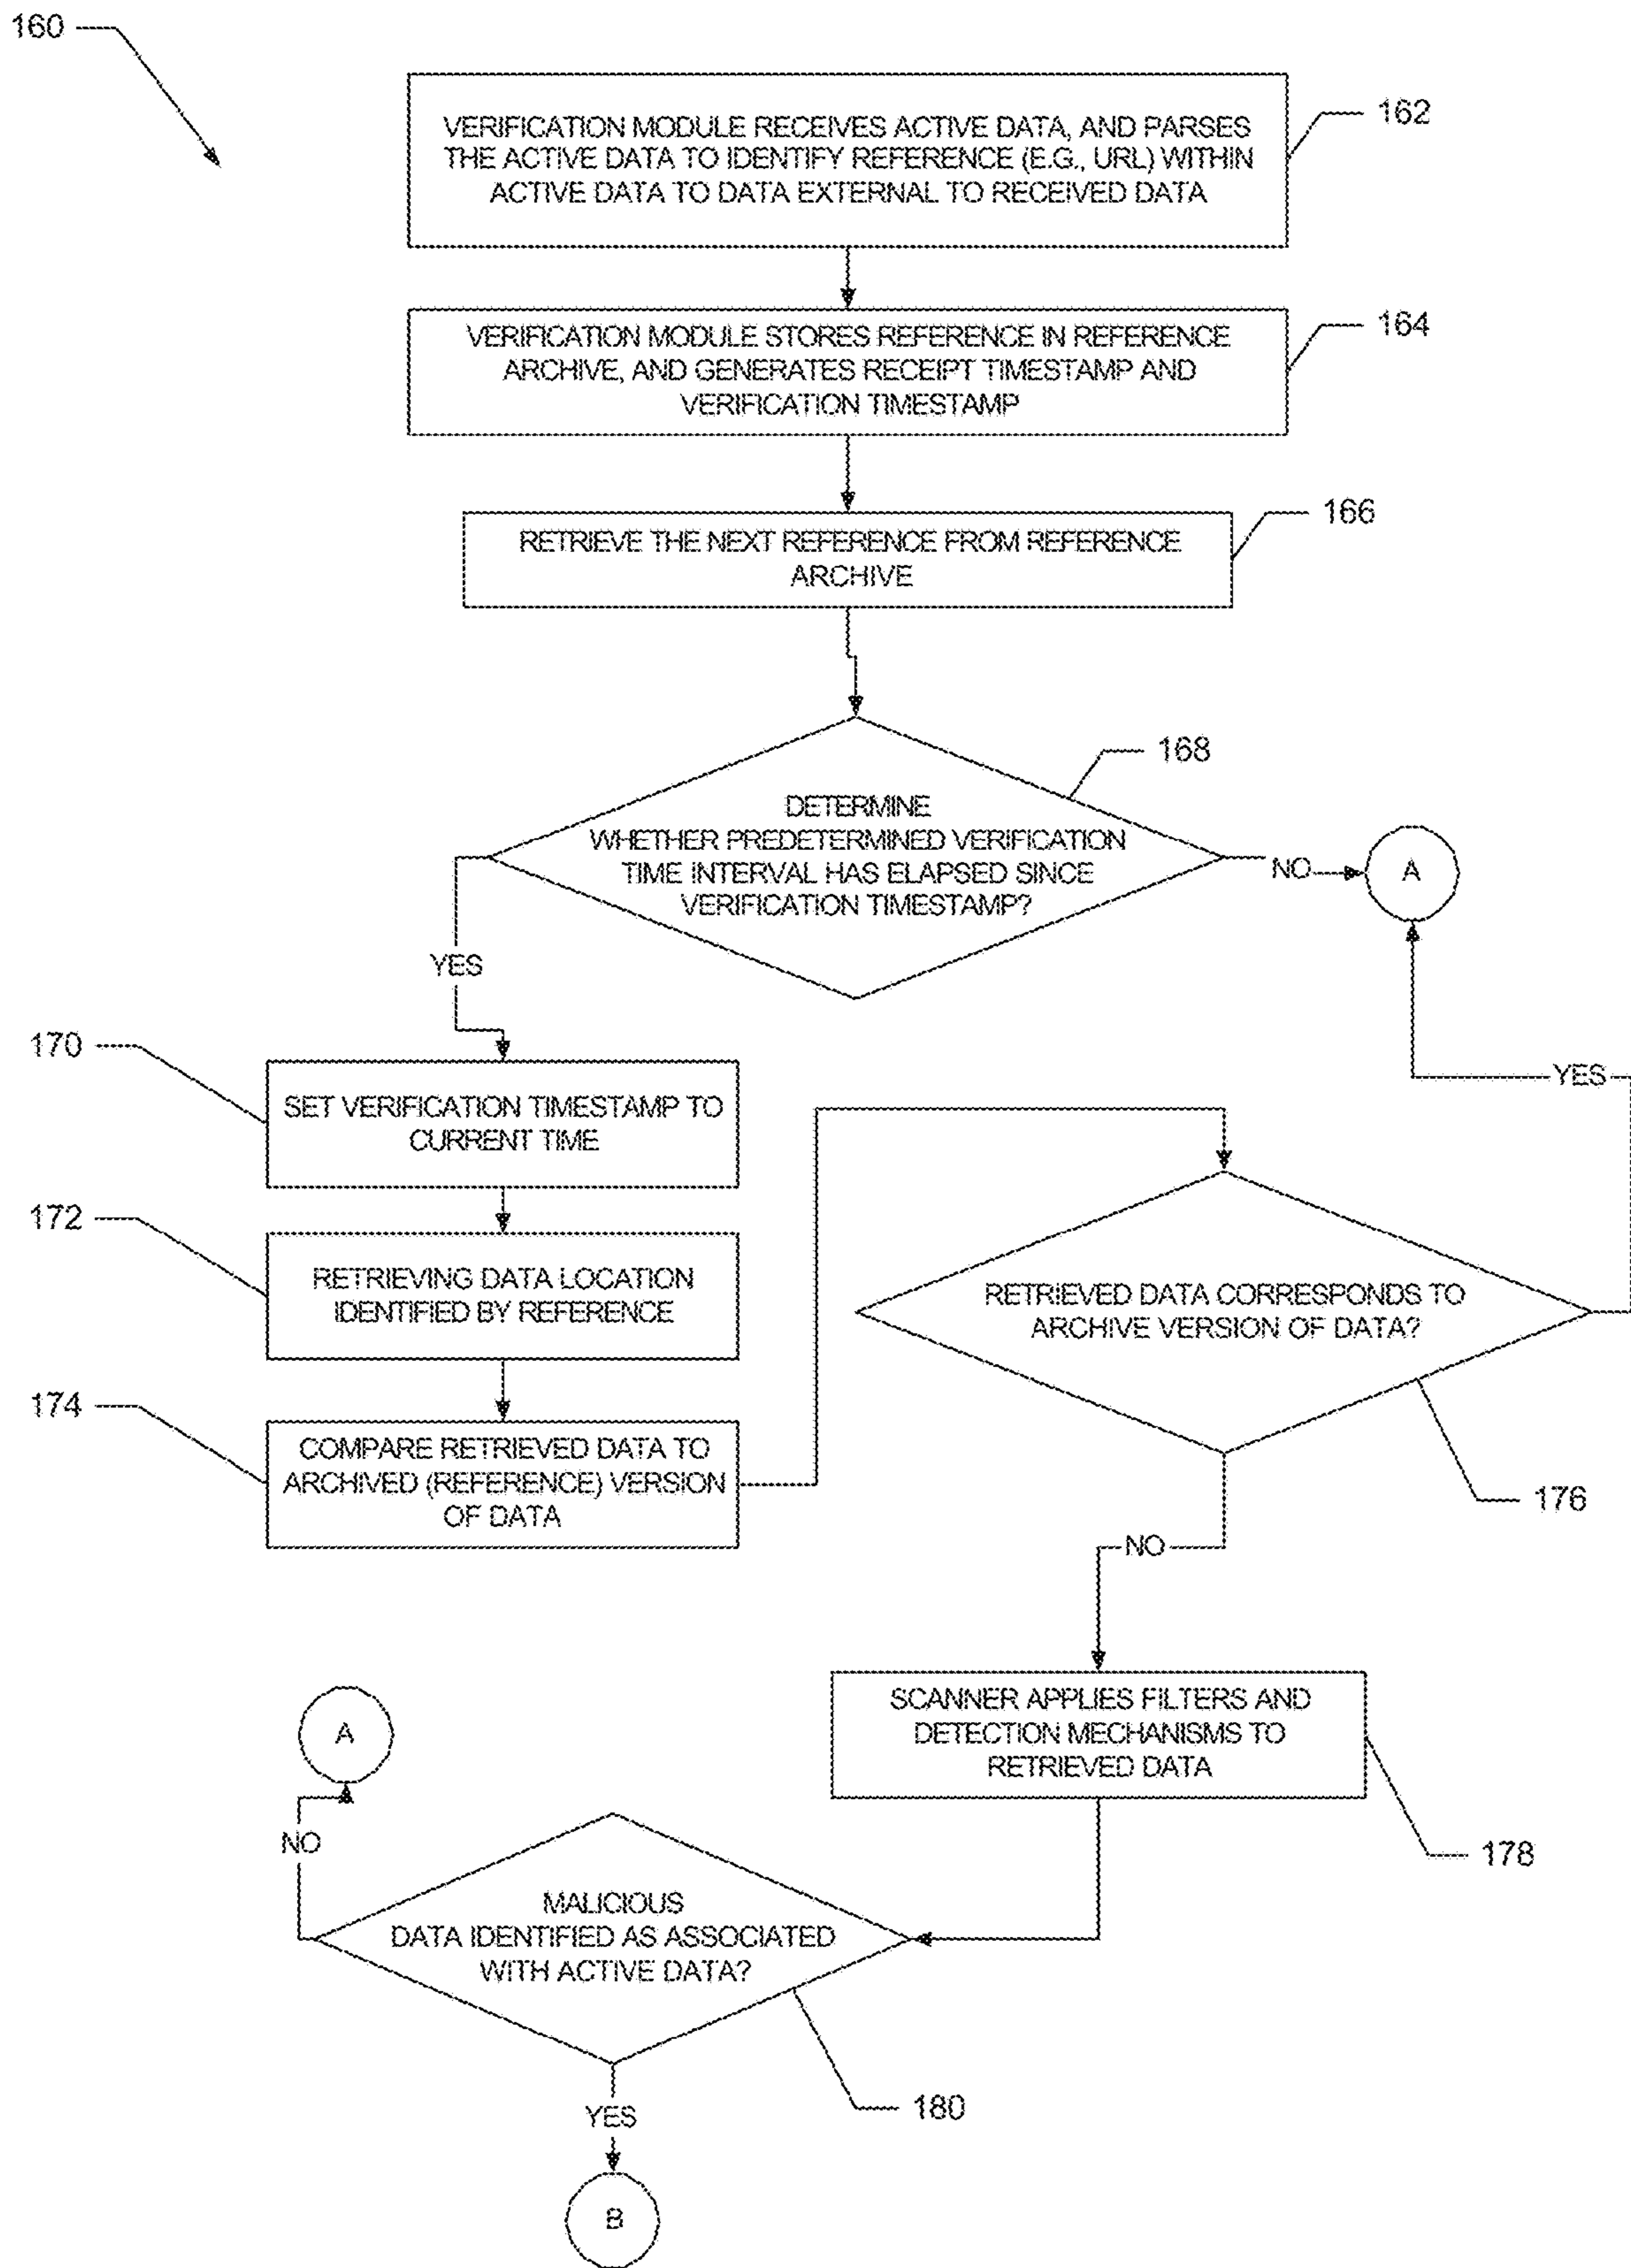 160
VERIFICATION MODULE RECEIVES ACTIVE DATA, AND PARSES
THE ACTIVE DATA TO IDENTIFY REFERENCE (E.G., URL) WITHIN
ACTIVE DATA TO DATA EXTERNAL TO RECEIVED DATA
162
VERIFICATION MODULE STORES REFERENCE IN REFERENCE
ARCHIVE, AND GENERATES RECEIPT TIMESTAMP AND
VERIFICATION TIMESTAMP
164
RETRIEVE THE NEXT REFERENCE FROM REFERENCE
ARCHIVE
166
168
DETERMINE
WHETHER PREDETERMINED VERIFICATION
TIME INTERVAL HAS ELAPSED SINCE
VERIFICATION TIMESTAMP?
NO
A
YES
170
SET VERIFICATION TIMESTAMP TO
CURRENT TIME
YES
172
RETRIEVING DATA LOCATION
IDENTIFIED BY REFERENCE
RETRIEVED DATA CORRESPONDS TO
ARCHIVE VERSION OF DATA?
174
COMPARE RETRIEVED DATA TO
ARCHIVED (REFERENCE) VERSION
OF DATA
176
NO
SCANNER APPLIES FILTERS AND
DETECTION MECHANISMS TO
RETRIEVED DATA
178
A
NO
MALICIOUS
DATA IDENTIFIED AS ASSOCIATED
WITH ACTIVE DATA?
180
YES
B